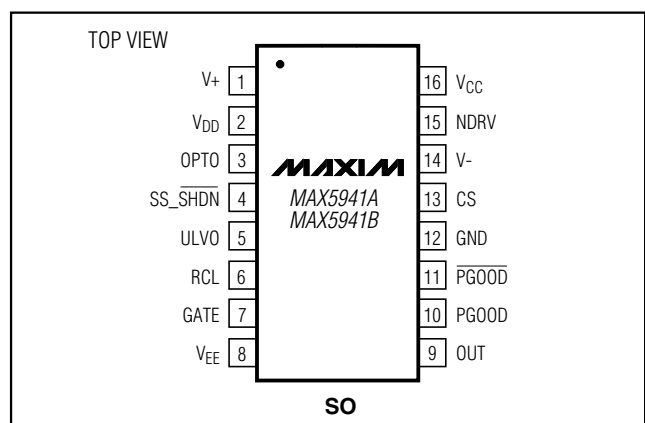 TOP VIEW
V+ 1
VDD 2
OPTO 3
SS_SHDN 4
ULVO 5
RCL 6
GATE 7
VEE 8
MAXIM
MAX5941A
MAX5941B
16 VCC
15 NDRV
14 V-
13 CS
12 GND
11 PGOOD
10 PGOOD
9 OUT
SO